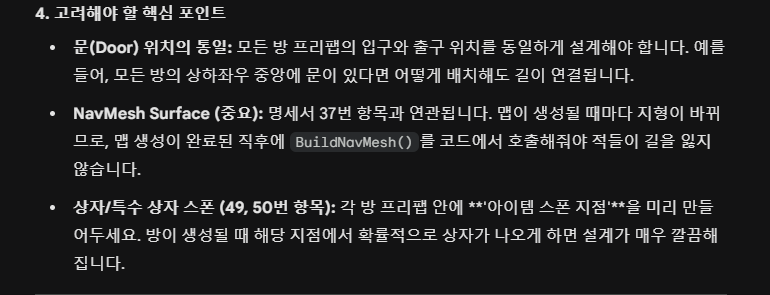 4. 고려해야 할 핵심 포인트
• 문(Door) 위치의 통일: 모든 방 프리팹의 입구와 출구 위치를 동일하게 설계해야 합니다. 예를
들어, 모든 방의 상하좌우 중앙에 문이 있다면 어떻게 배치해도 길이 연결됩니다.
• NavMesh Surface (중요): 명세서 37번 항목과 연관됩니다. 맵이 생성될 때마다 지형이 바뀌
므로, 맵 생성이 완료된 직후에 BuildNavMesh() 를 코드에서 호출해줘야 적들이 길을 잃지
않습니다.
• 상자/특수 상자 스폰 (49, 50번 항목): 각 방 프리팹 안에 **'아이템 스폰 지점'**을 미리 만들
어두세요. 방이 생성될 때 해당 지점에서 확률적으로 상자가 나오게 하면 설계가 매우 깔끔해
집니다.